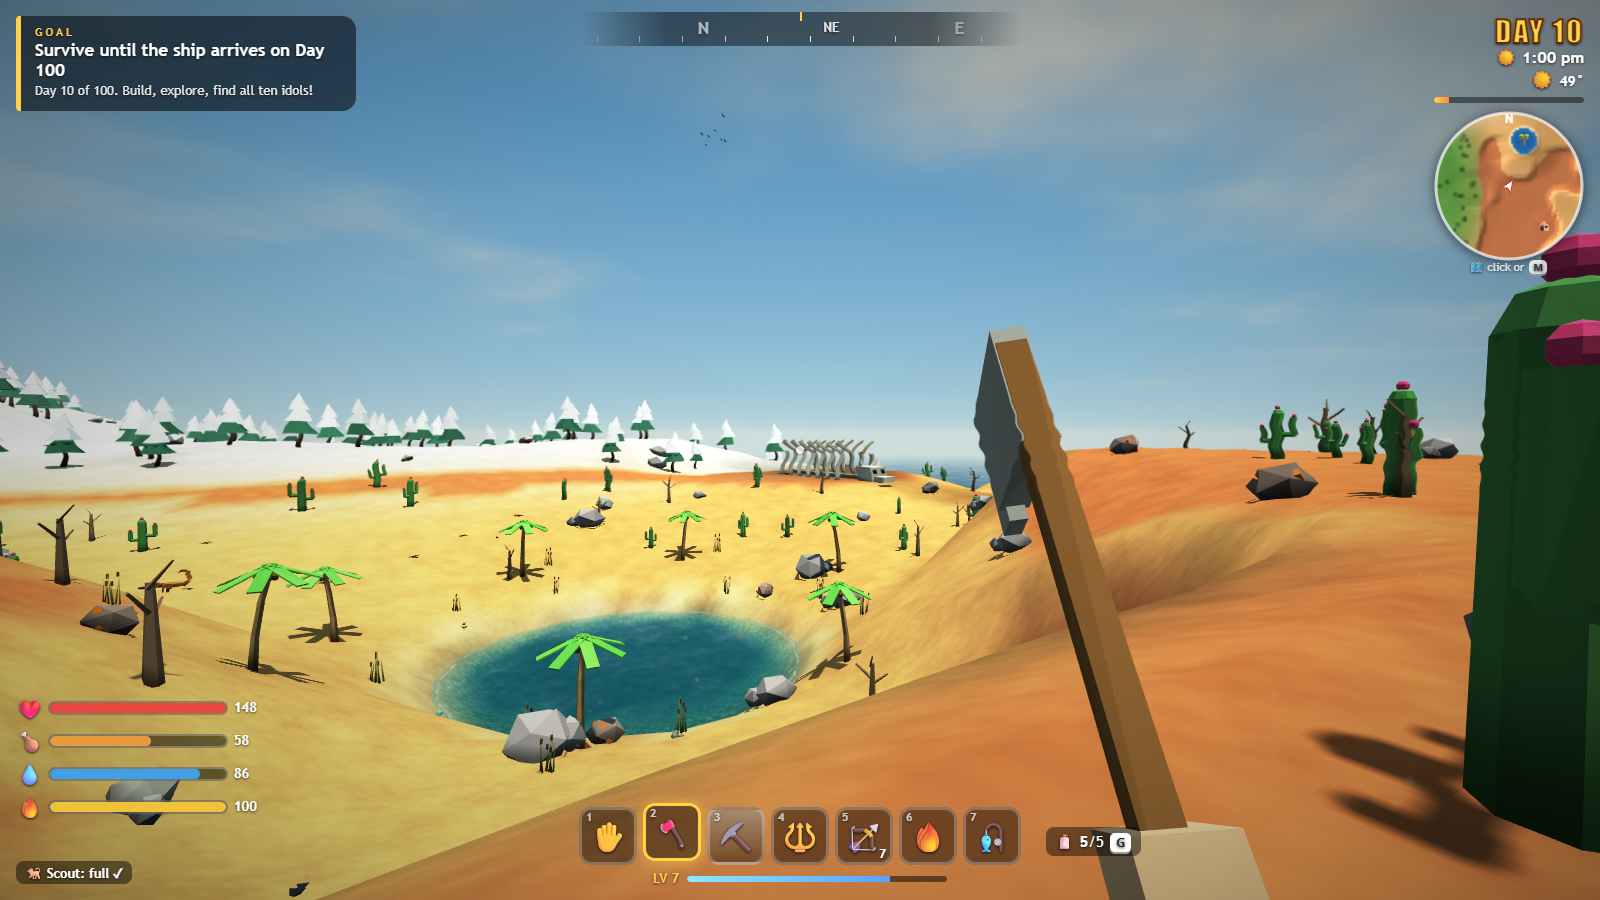 GOAL
Survive until the ship arrives on Day
100
Day 10 of 100. Build, explore, find all ten idols!
N
NE
E
DAY 10
1:00 pm
49°
N
click or M
148
58
86
100
Scout: full ✓
1
2
3
4
5
7
6
7
5/5 G
LV 7